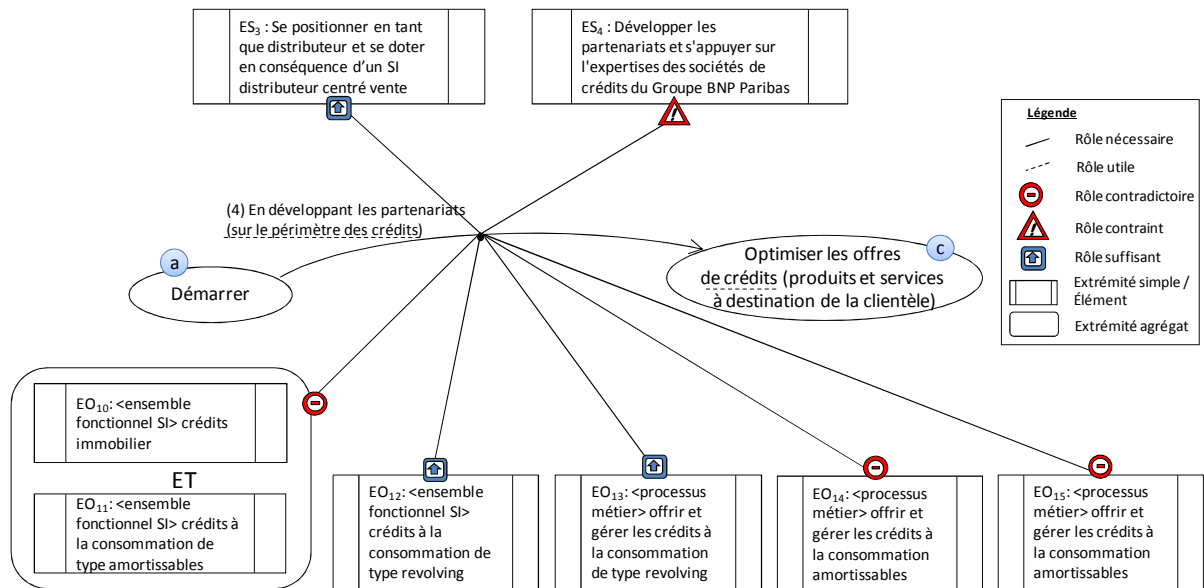 ES3 : Se positionner en tant
que distributeur et se doter
en conséquence d'un SI
distributeur centré vente
ES4 : Développer les
partenariats et s'appuyer sur
l'expertises des sociétés de
crédits du Groupe BNP Paribas
Légende
Rôle nécessaire
Rôle utile
Rôle contradictoire
Rôle contraint
Rôle suffisant
Extrémité simple /
Élément
Extrémité agrégat
(4) En développant les partenariats
(sur le périmètre des crédits)
a
Démarrer
c
Optimiser les offres
de crédits (produits et services
à destination de la clientèle)
EO10: <ensemble
fonctionnel SI> crédits
immobilier
ET
EO11: <ensemble
fonctionnel SI> crédits à
la consommation de
type amortissables
EO12: <ensemble
fonctionnel SI>
crédits à la
consommation de
type revolving
EO13: <processus
métier> offrir et
gérer les crédits à
la consommation
de type revolving
EO14: <processus
métier> offrir et
gérer les crédits à
la consommation
amortissables
EO15: <processus
métier> offrir et
gérer les crédits à
la consommation
amortissables